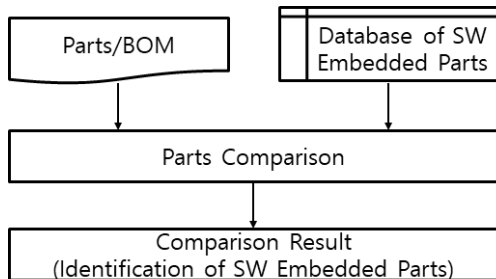 Parts/BOM
Database of SW
Embedded Parts
Parts Comparison
Comparison Result
(Identification of SW Embedded Parts)